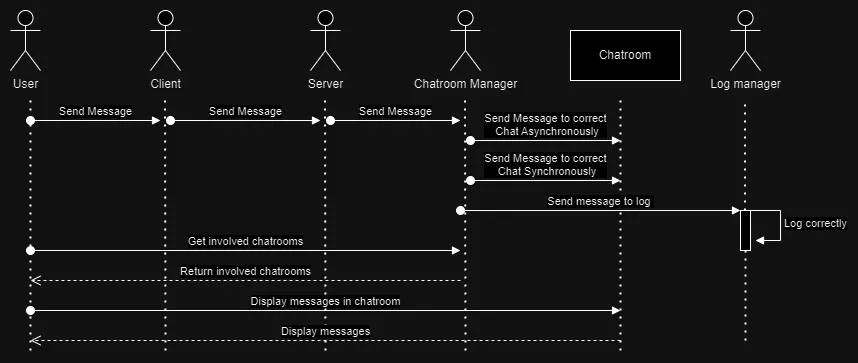 User
Client
Server
Chatroom Manager
Chatroom
Log manager
Send Message
Send Message
Send Message
Send Message to correct
Chat Asynchronously
Send Message to correct
Chat Synchronously
Send message to log
Log correctly
Get involved chatrooms
Return involved chatrooms
Display messages in chatroom
Display messages